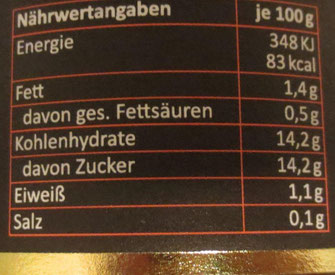 Nährwertangaben je 100g
Energie 348 KJ
83 kcal
Fett 1,4g
davon ges. Fettsäuren 0,5g
Kohlenhydrate 14,2g
davon Zucker 14,2g
Eiweiß 1,1g
Salz 0,1g